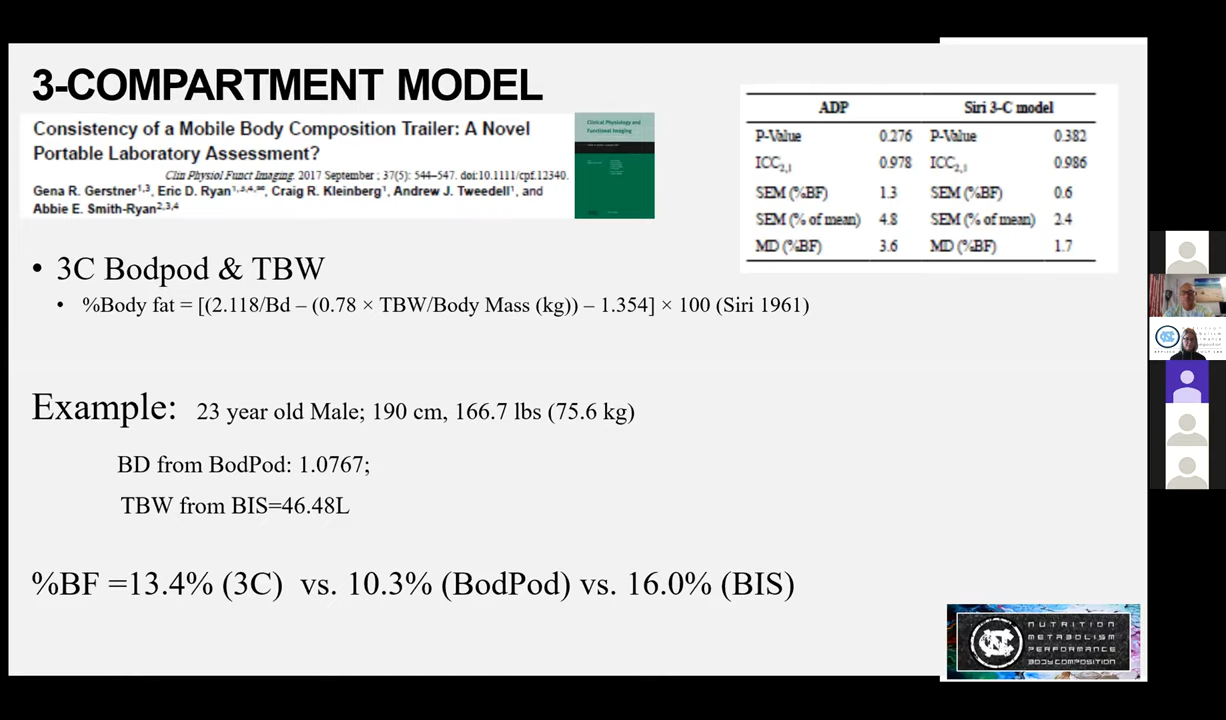 3-COMPARTMENT MODEL
Consistency of a Mobile Body Composition Trailer: A Novel
Portable Laboratory Assessment?
Clin Physiol Funct Imaging. 2017 September ; 37(5): 544–547. doi:10.1111/cpf.12340.
Gena R. Gerstner1,3, Eric D. Ryan1,3,4,✉, Craig R. Kleinberg1, Andrew J. Tweedell1, and
Abbie E. Smith-Ryan2,3,4
Clinical Physiology and
Functional Imaging
ADP Siri 3-C model
P-Value 0.276 P-Value 0.382
ICC2,1 0.978 ICC2,1 0.986
SEM (%BF) 1.3 SEM (%BF) 0.6
SEM (% of mean) 4.8 SEM (% of mean) 2.4
MD (%BF) 3.6 MD (%BF) 1.7
• 3C Bodpod & TBW
• %Body fat = [(2.118/Bd – (0.78 × TBW/Body Mass (kg)) – 1.354] × 100 (Siri 1961)
Example: 23 year old Male; 190 cm, 166.7 lbs (75.6 kg)
BD from BodPod: 1.0767;
TBW from BIS=46.48L
%BF =13.4% (3C) vs. 10.3% (BodPod) vs. 16.0% (BIS)
NUTRITION
METABOLISM
PERFORMANCE
BODY COMPOSITION